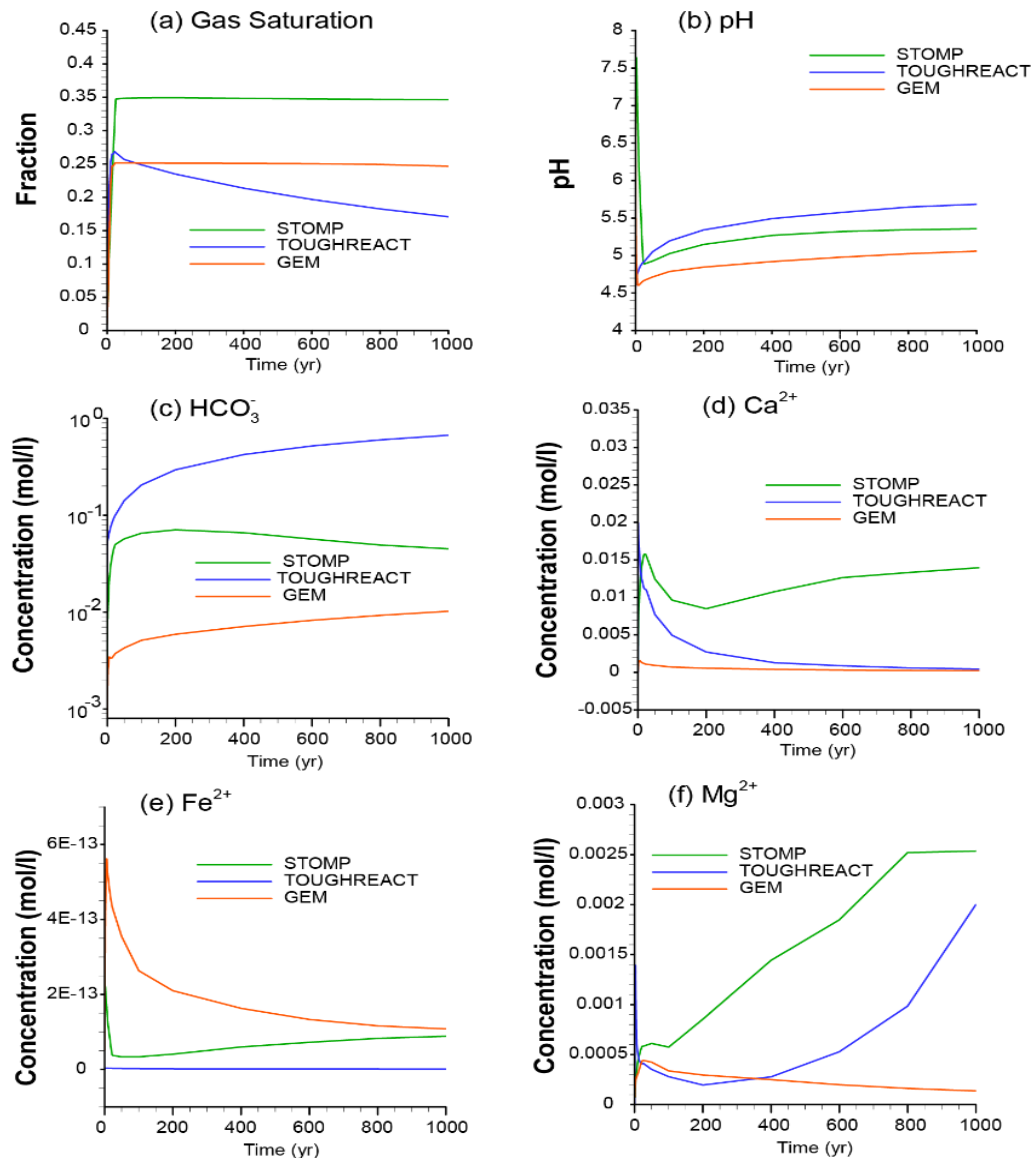 (a) Gas Saturation
Fraction
0.35
0.3
0.35
0.25
0.15
0.25
0.15
0.05
0
STOMP
TOUGHREACT
GEM
0 200 400 600 800 1000
Time (yr)
(b) pH
pH
8
7.5
7
6.5
6
5.5
5
4.5
4
STOMP
TOUGHREACT
GEM
0 200 400 600 800 1000
Time (yr)
(c) HCO₃⁻
Concentration (mol/l)
10⁰
10⁻¹
10⁻²
10⁻³
STOMP
TOUGHREACT
GEM
0 200 400 600 800 1000
Time (yr)
(d) Ca²⁺
Concentration (mol/l)
0.035
0.03
0.025
0.02
0.015
0.01
0.005
0
-0.005
STOMP
TOUGHREACT
GEM
0 200 400 600 800 1000
Time (yr)
(e) Fe²⁺
Concentration (mol/l)
6E-13
4E-13
2E-13
0
STOMP
TOUGHREACT
GEM
0 200 400 600 800 1000
Time (yr)
(f) Mg²⁺
Concentration (mol/l)
0.003
0.0025
0.002
0.0015
0.001
0.0005
0
STOMP
TOUGHREACT
GEM
0 200 400 600 800 1000
Time (yr)